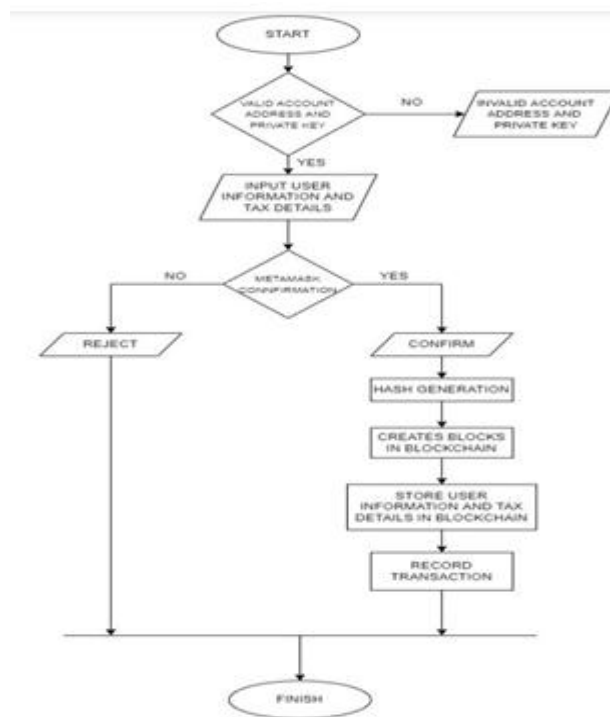 START
VALID ACCOUNT
ADDRESS AND
PRIVATE KEY
NO
INVALID ACCOUNT
ADDRESS AND
PRIVATE KEY
YES
INPUT USER
INFORMATION AND
TAX DETAILS
NO
METAMASK
CONNFIRMATION
YES
REJECT
CONFIRM
HASH GENERATION
CREATES BLOCKS
IN BLOCKCHAIN
STORE USER
INFORMATION AND TAX
DETAILS IN BLOCKCHAIN
RECORD
TRANSACTION
FINISH